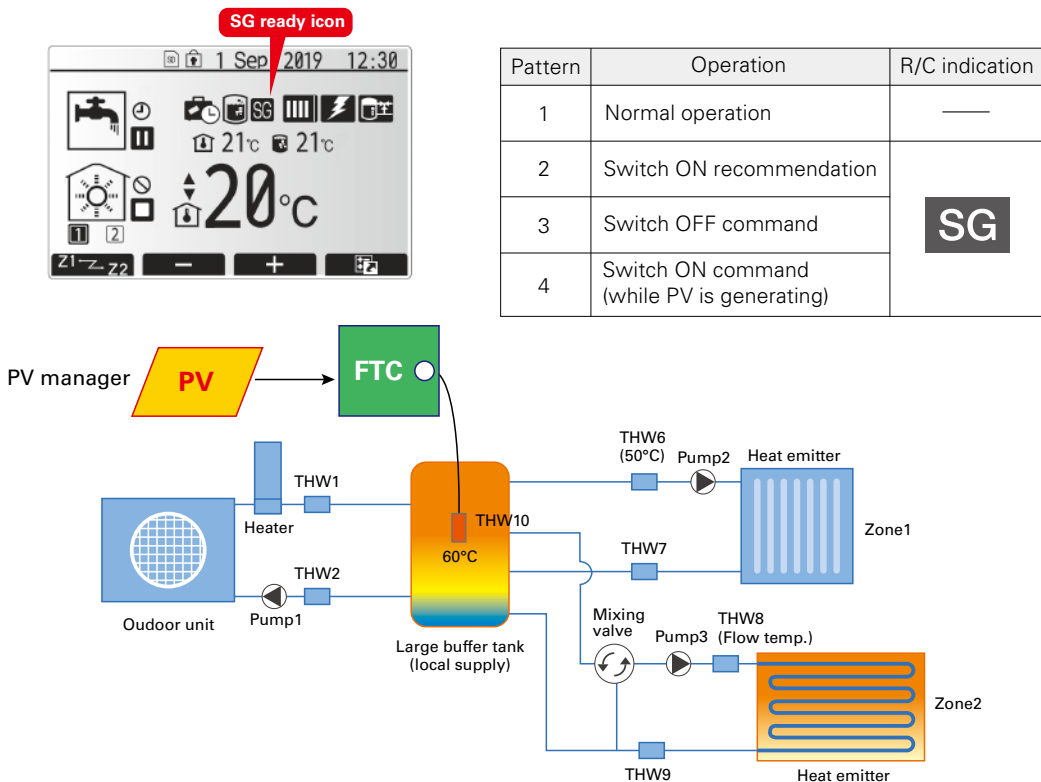 SG ready icon
1 Sep 2019 12:30
SG
21°C 21°C
20°C
1 2
Z1 Z2 − +
Pattern Operation R/C indication
1 Normal operation ——
2 Switch ON recommendation
3 Switch OFF command
SG
4 Switch ON command
(while PV is generating)
PV manager PV FTC
THW6
(50°C) Pump2 Heat emitter
THW1
Heater
THW10
60°C
Zone1
THW7
THW2
Pump1
Oudoor unit
Large buffer tank
(local supply)
Mixing
valve
Pump3
THW8
(Flow temp.)
Zone2
THW9
Heat emitter